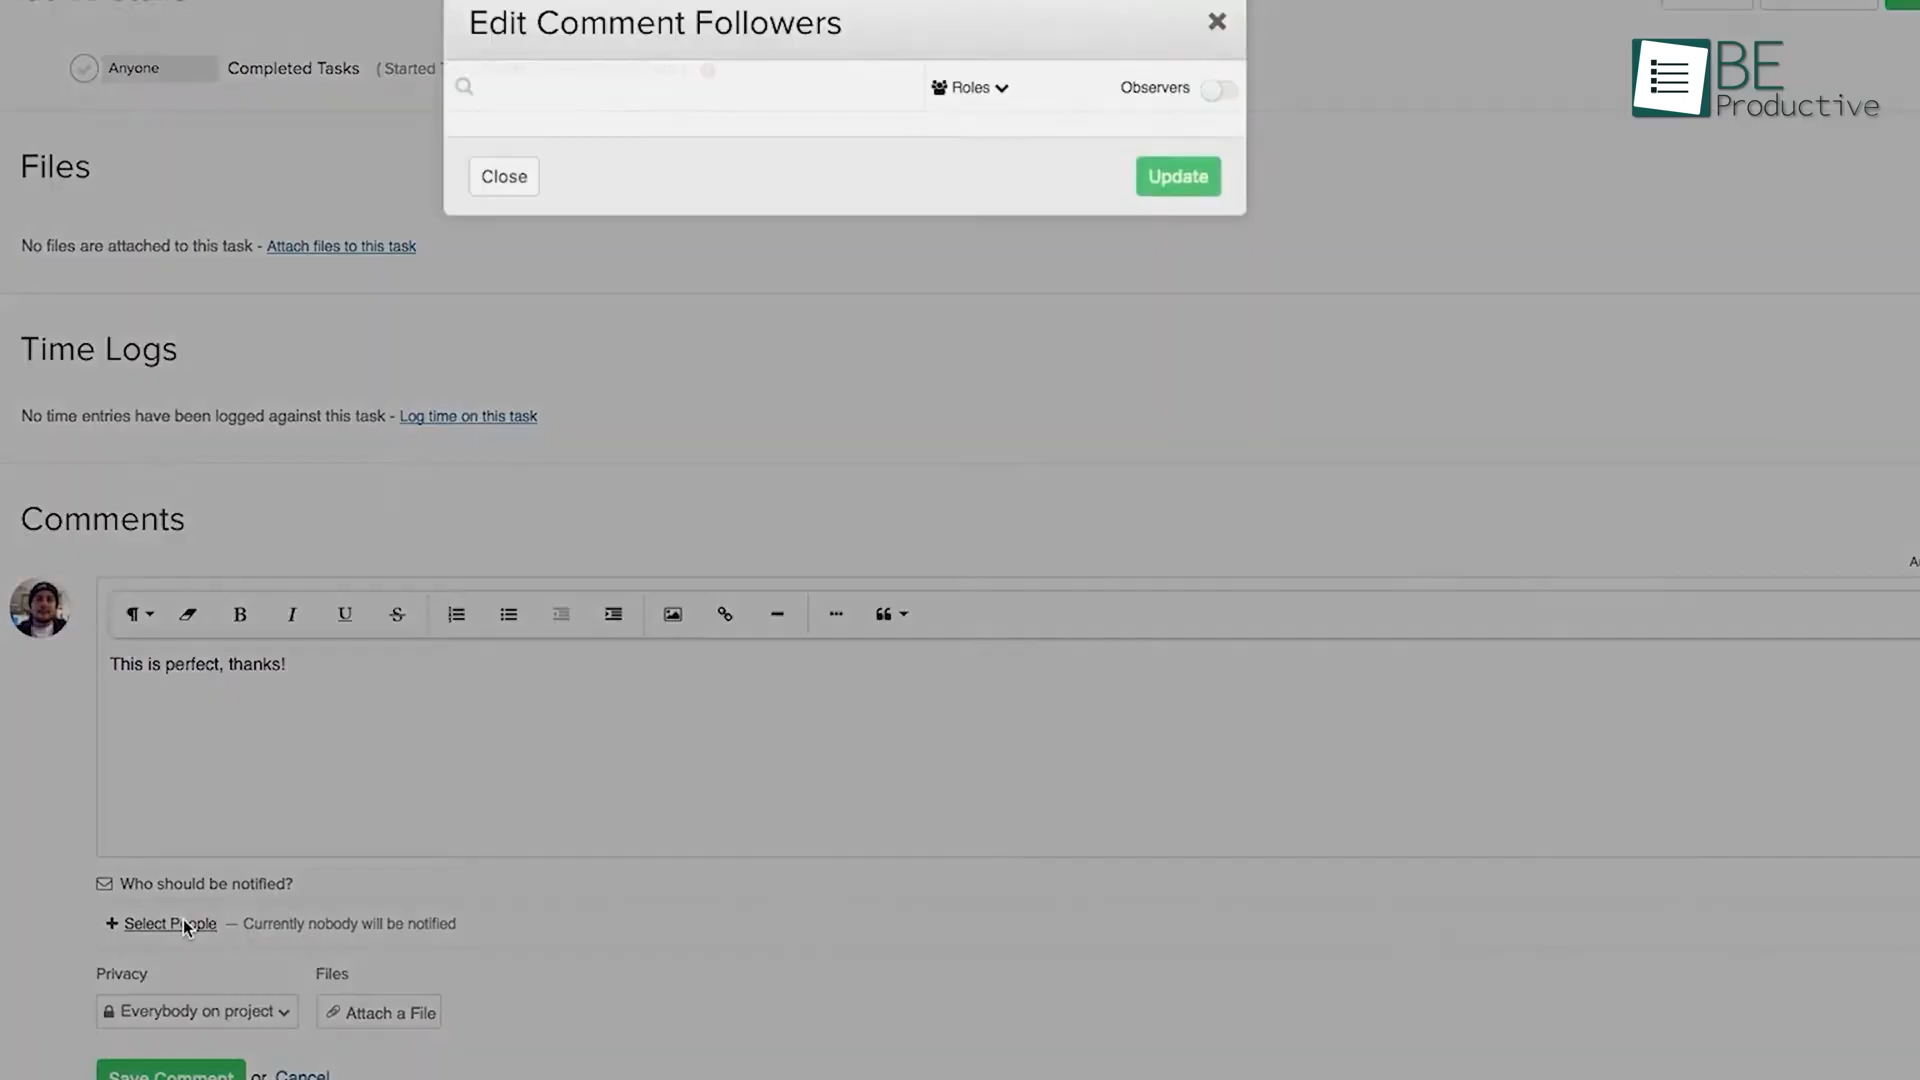 Edit Comment Followers
Anyone Completed Tasks ( Started
Roles Observers
BE
Productive
Close Update
Files
No files are attached to this task - Attach files to this task
Time Logs
No time entries have been logged against this task - Log time on this task
Comments
This is perfect, thanks!
Who should be notified?
+ Select People — Currently nobody will be notified
Privacy Files
Everybody on project Attach a File
Save Comment or Cancel